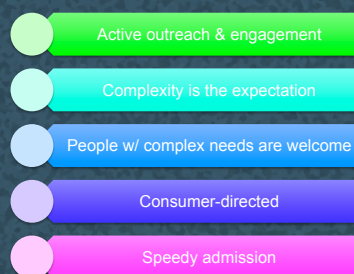 Active outreach & engagement
Complexity is the expectation
People w/ complex needs are welcome
Consumer-directed
Speedy admission